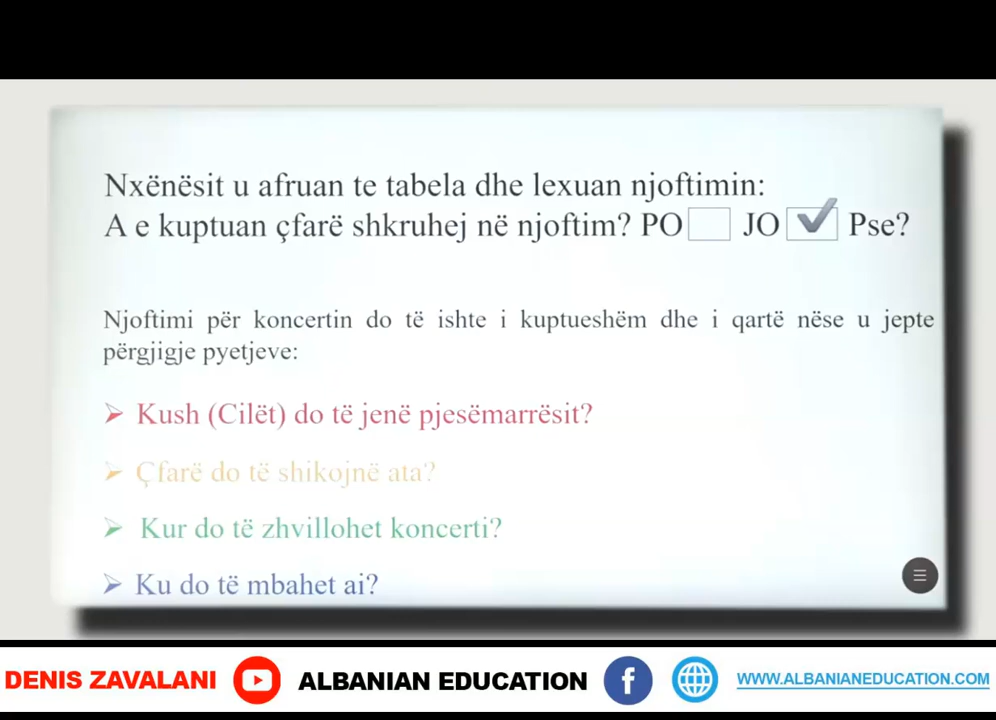 Nxënësit u afruan te tabela dhe lexuan njoftimin:
A e kuptuan çfarë shkruhej në njoftim? PO JO Pse?
Njoftimi për koncertin do të ishte i kuptueshëm dhe i qartë nëse u jepte
përgjigje pyetjeve:
Kush (Cilët) do të jenë pjesëmarrësit?
Çfarë do të shikojnë ata?
Kur do të zhvillohet koncerti?
Ku do të mbahet ai?
DENIS ZAVALANI ALBANIAN EDUCATION f WWW.ALBANIANEDUCATION.COM